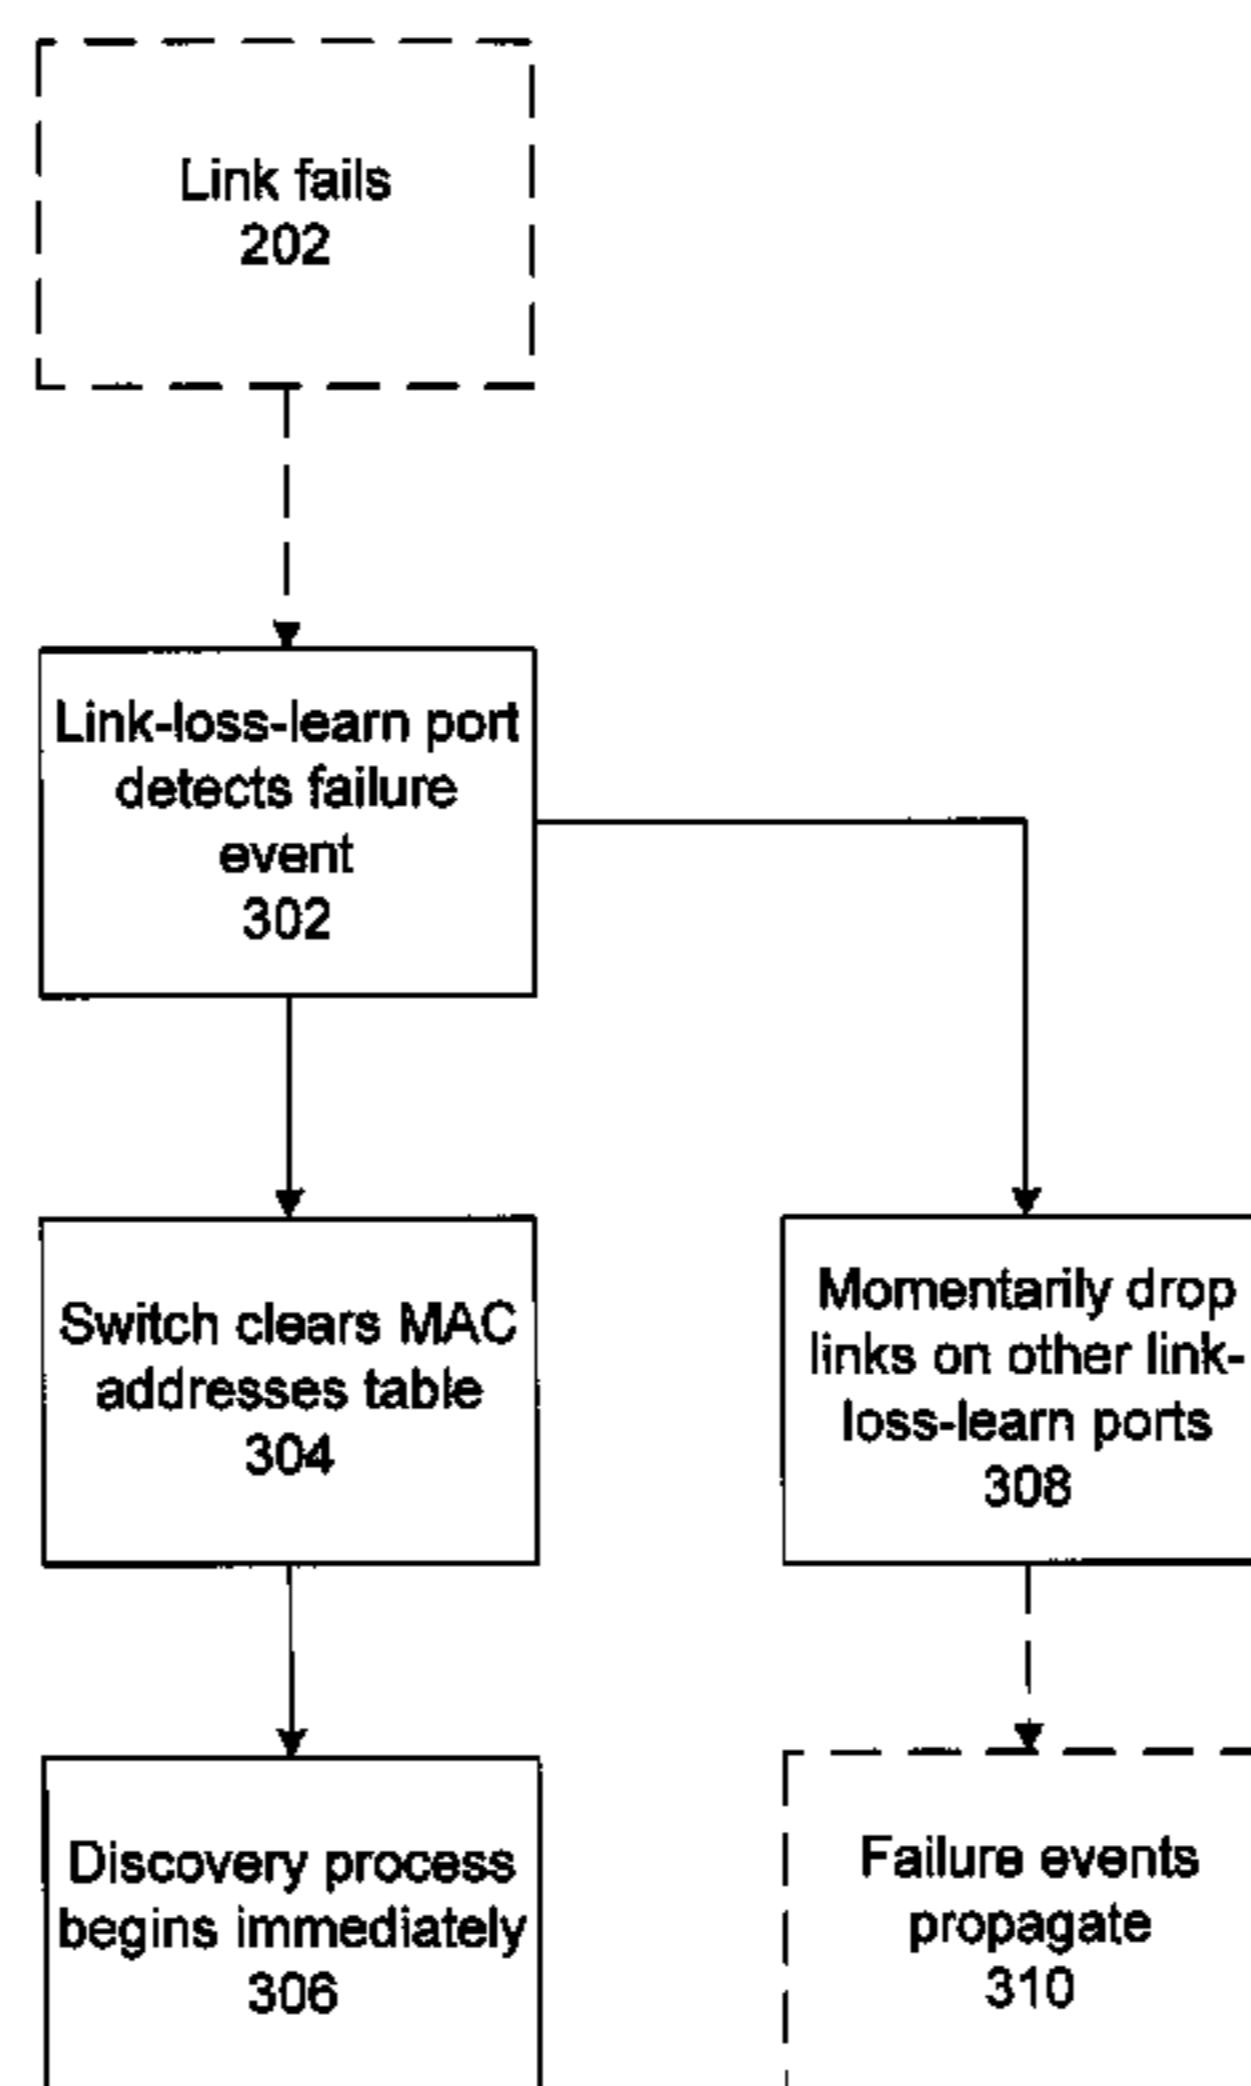 Link fails
202
Link-loss-learn port
detects failure
event
302
Switch clears MAC
addresses table
304
Momentarily drop
links on other link-
loss-learn ports
308
Discovery process
begins immediately
306
Failure events
propagate
310